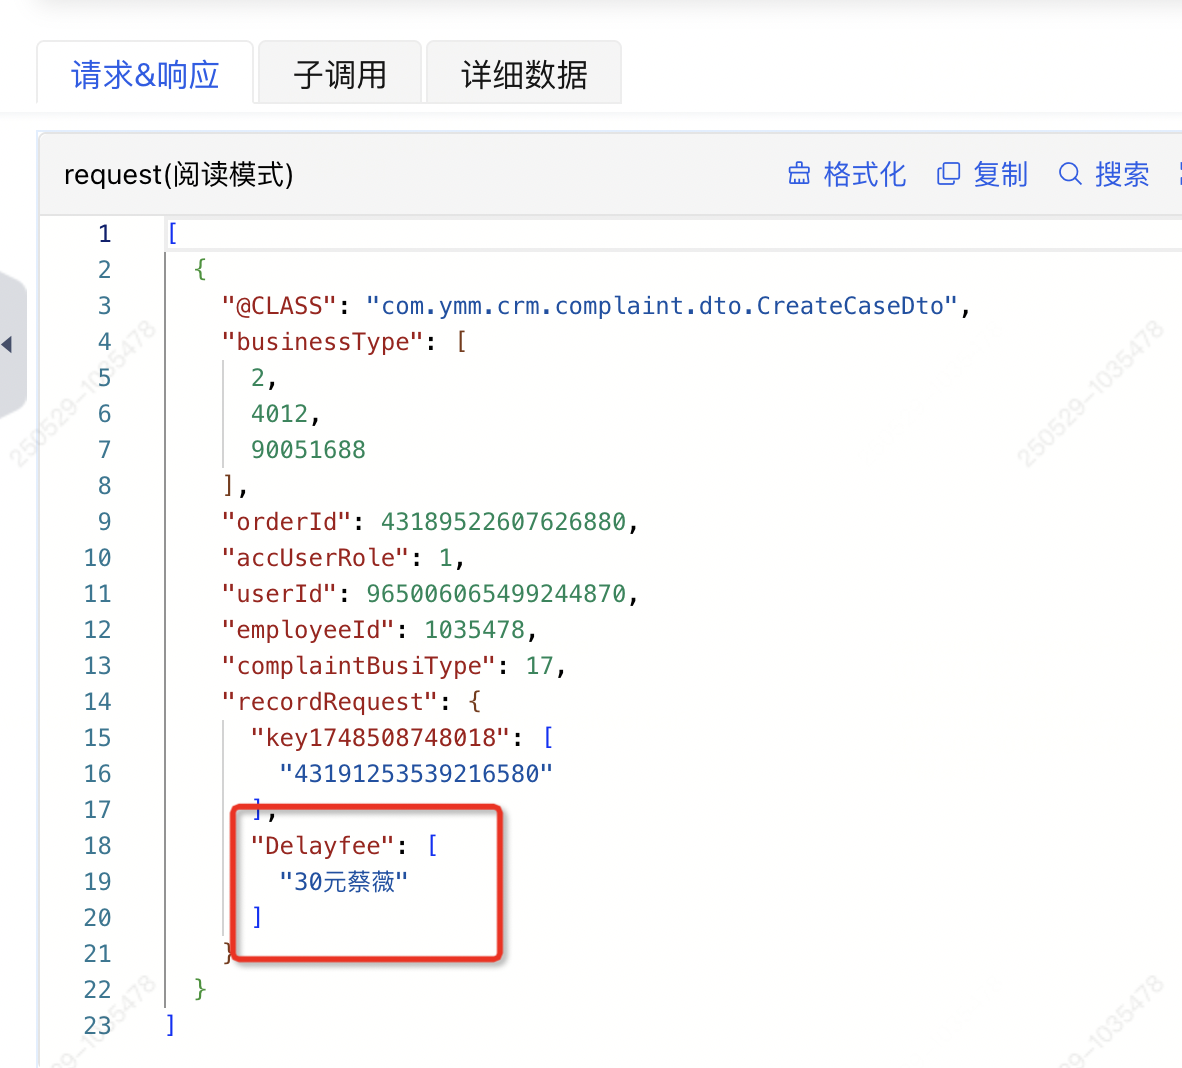 请求&响应 子调用 详细数据
request(阅读模式) 格式化 复制 搜索
1 [
2 {
3 "@CLASS": "com.ymm.crm.complaint.dto.CreateCaseDto",
4 "businessType": [
5 2,
6 4012,
7 90051688
8 ],
9 "orderId": 43189522607626880,
10 "accUserRole": 1,
11 "userId": 965006065499244870,
12 "employeeId": 1035478,
13 "complaintBusiType": 17,
14 "recordRequest": {
15 "key1748508748018": [
16 "43191253539216580"
17 ],
18 "Delayfee": [
19 "30元蔡薇"
20 ]
21 }
22 }
23 ]
250529-1035478
250529-1035478
29-1035478
29-1035478